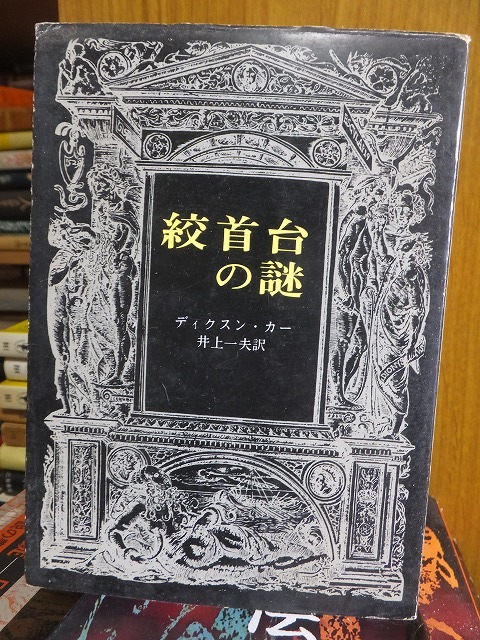 絞首台
の謎
ディクスン・カー
井上一夫訳